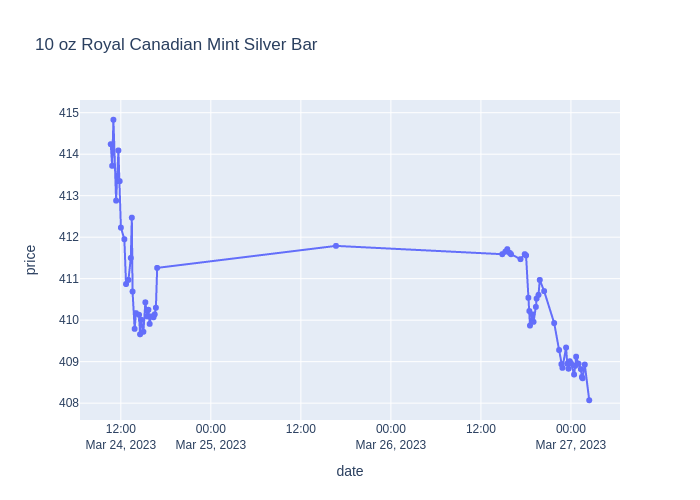 10 oz Royal Canadian Mint Silver Bar
415
414
413
412
411
410
409
408
price
12:00 00:00 12:00 00:00 12:00 00:00
Mar 24, 2023 Mar 25, 2023 Mar 26, 2023 Mar 27, 2023
date